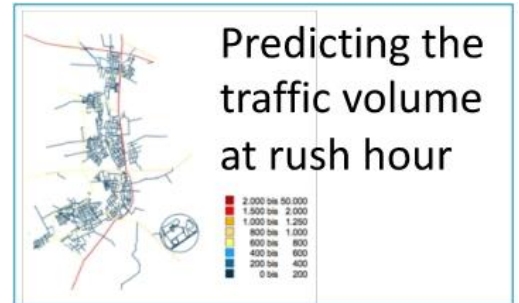 Predicting the
traffic volume
at rush hour
2.000 bis 50.000
1.500 bis 2.000
1.000 bis 1.250
800 bis 1.000
600 bis 800
400 bis 600
200 bis 400
0 bis 200